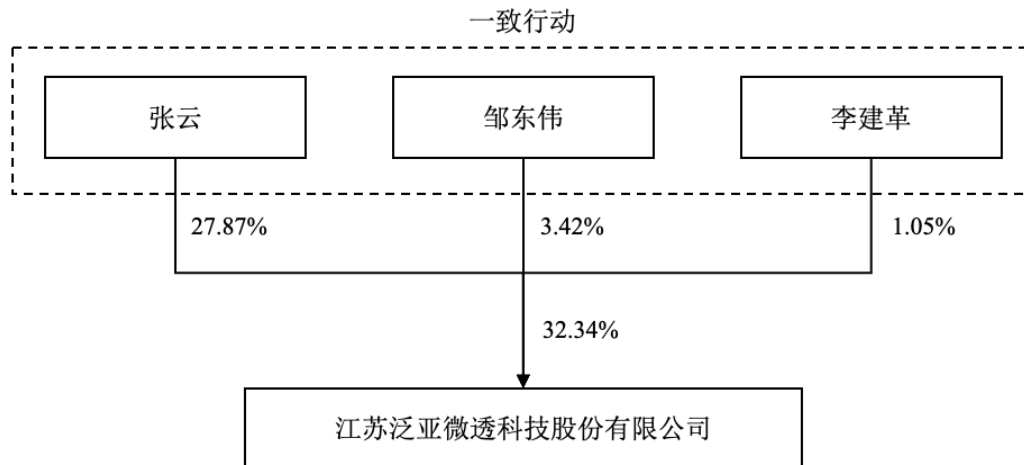 一致行动
张云
邹东伟
李建革
27.87%
3.42%
1.05%
32.34%
江苏泛亚微透科技股份有限公司